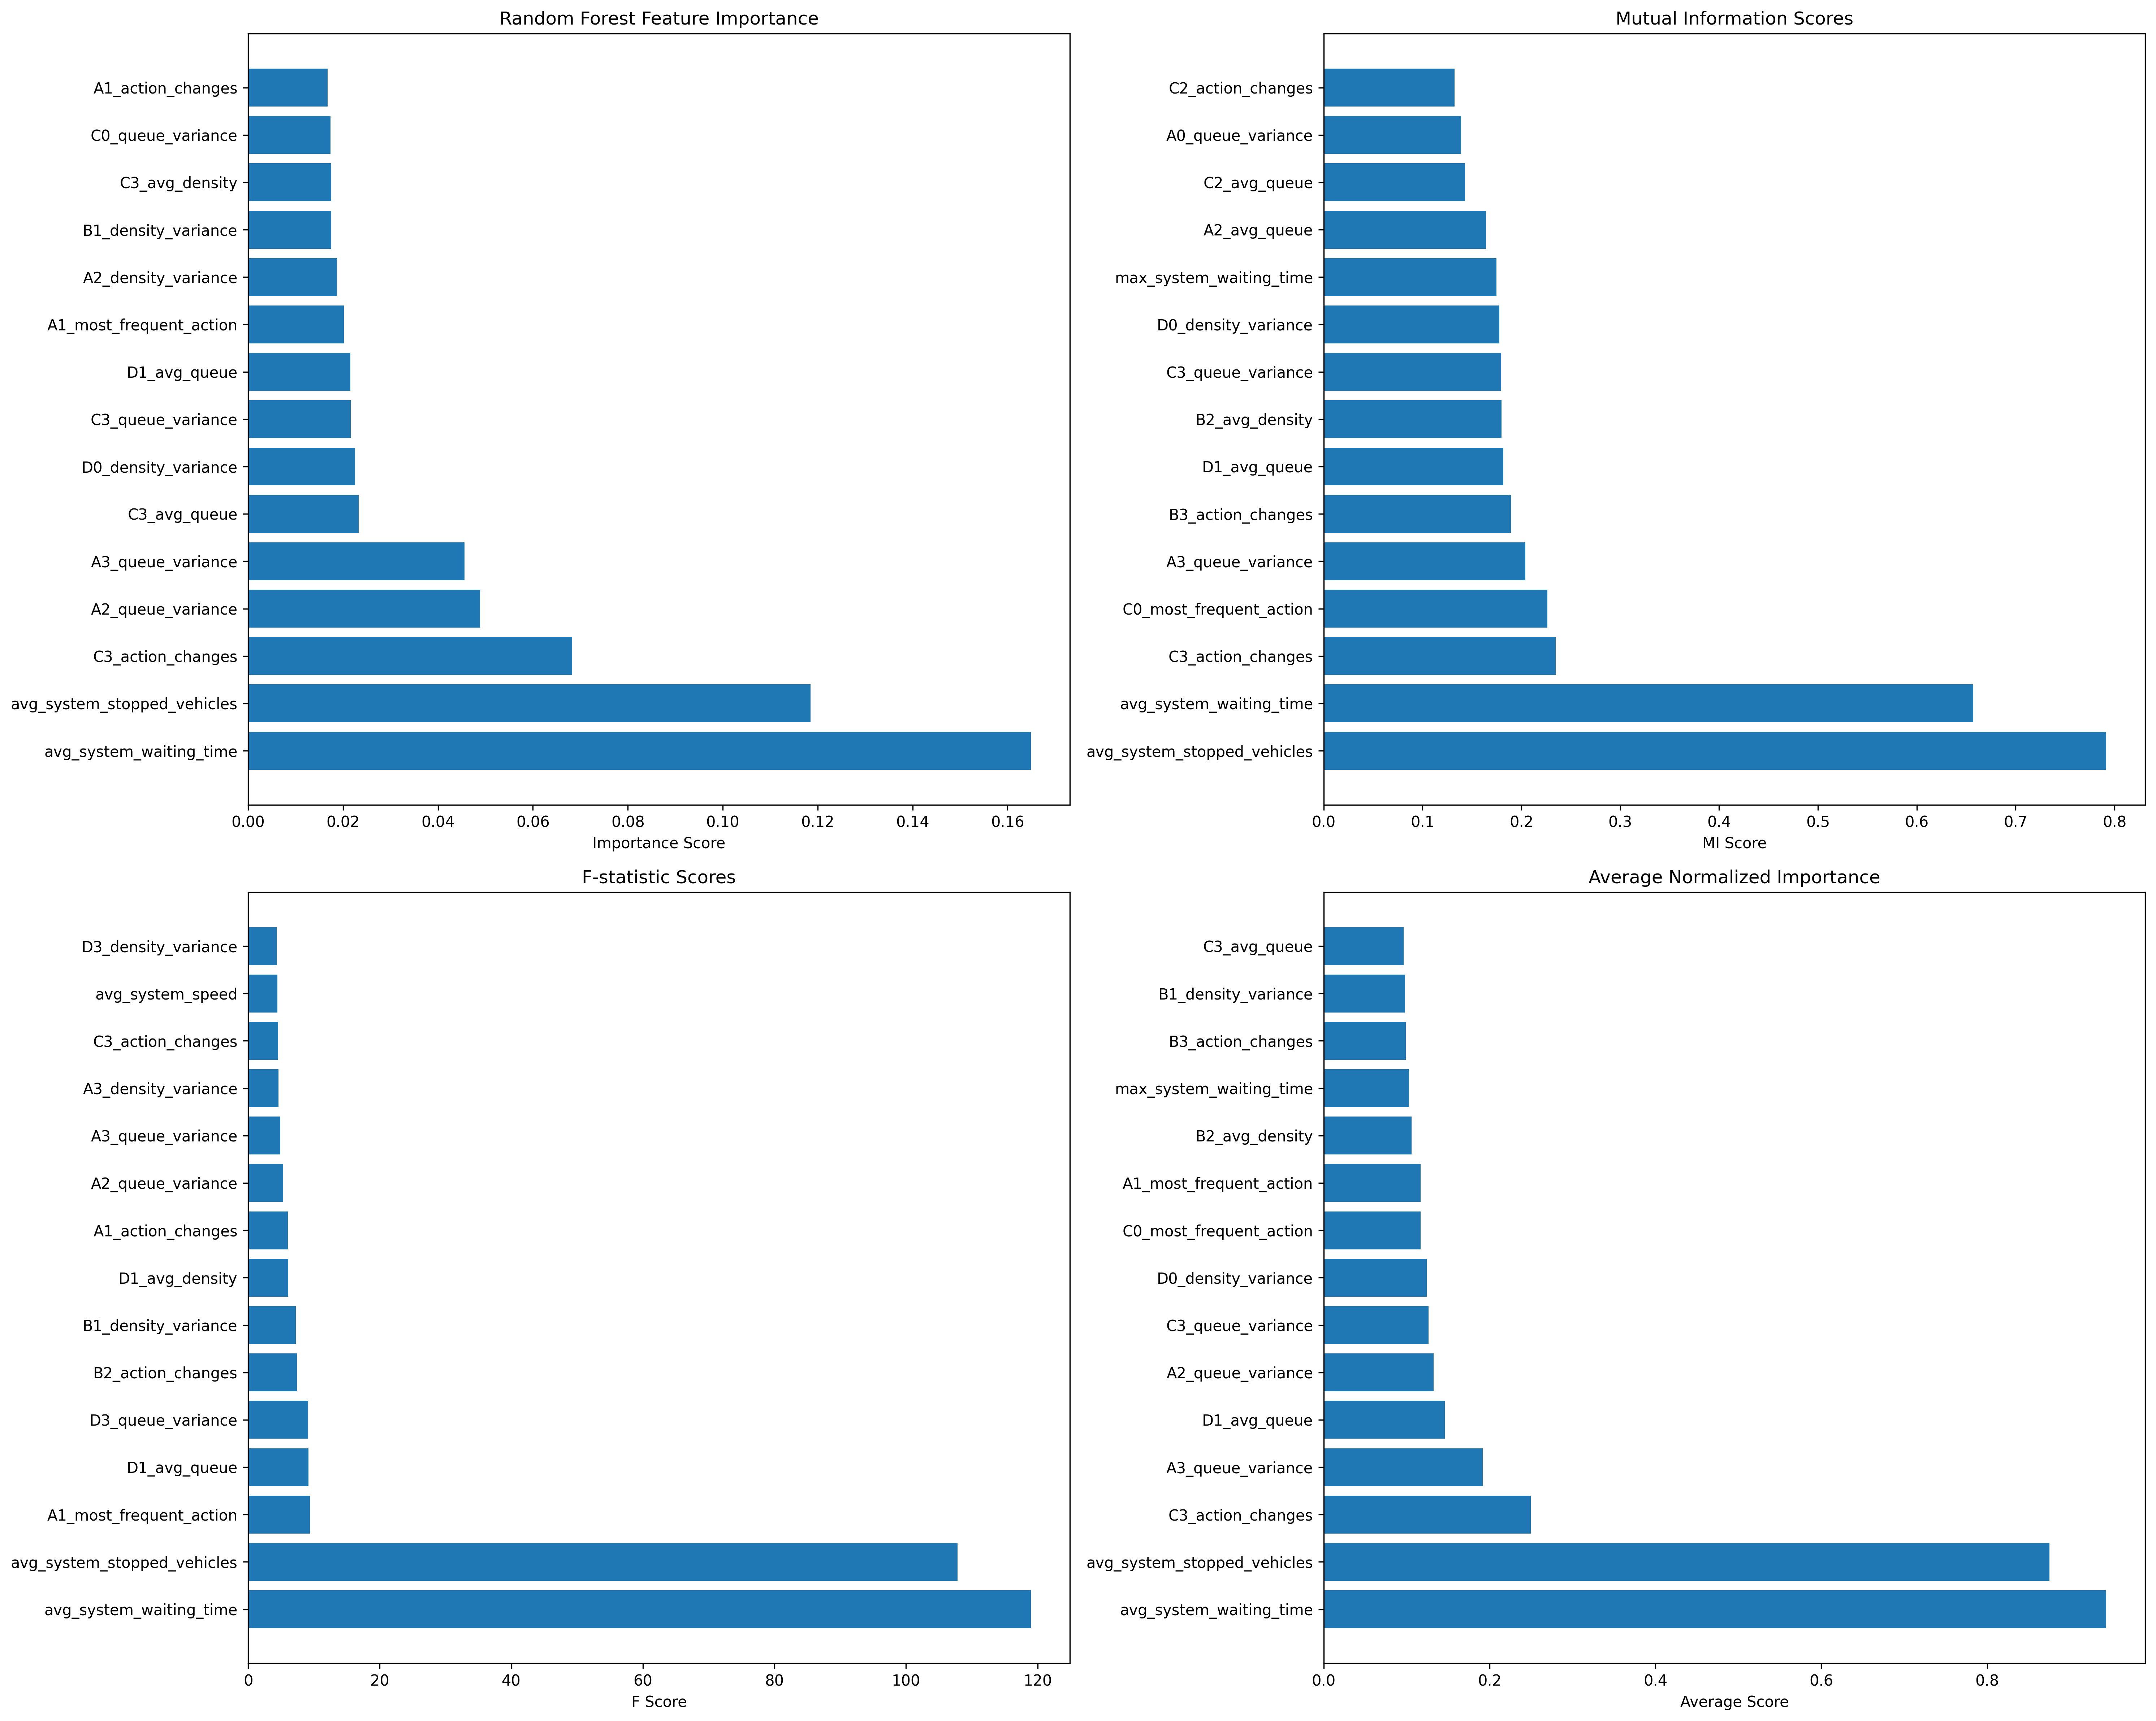 Random Forest Feature Importance
A1_action_changes
C0_queue_variance
C3_avg_density
B1_density_variance
A2_density_variance
A1_most_frequent_action
D1_avg_queue
C3_queue_variance
D0_density_variance
C3_avg_queue
A3_queue_variance
A2_queue_variance
C3_action_changes
avg_system_stopped_vehicles
avg_system_waiting_time
0.00 0.02 0.04 0.06 0.08 0.10 0.12 0.14 0.16
Importance Score
Mutual Information Scores
C2_action_changes
A0_queue_variance
C2_avg_queue
A2_avg_queue
max_system_waiting_time
D0_density_variance
C3_queue_variance
B2_avg_density
D1_avg_queue
B3_action_changes
A3_queue_variance
C0_most_frequent_action
C3_action_changes
avg_system_waiting_time
avg_system_stopped_vehicles
0.0 0.1 0.2 0.3 0.4 0.5 0.6 0.7 0.8
MI Score
F-statistic Scores
D3_density_variance
avg_system_speed
C3_action_changes
A3_density_variance
A3_queue_variance
A2_queue_variance
A1_action_changes
D1_avg_density
B1_density_variance
B2_action_changes
D3_queue_variance
D1_avg_queue
A1_most_frequent_action
avg_system_stopped_vehicles
avg_system_waiting_time
0 20 40 60 80 100 120
F Score
Average Normalized Importance
C3_avg_queue
B1_density_variance
B3_action_changes
max_system_waiting_time
B2_avg_density
A1_most_frequent_action
C0_most_frequent_action
D0_density_variance
C3_queue_variance
A2_queue_variance
D1_avg_queue
A3_queue_variance
C3_action_changes
avg_system_stopped_vehicles
avg_system_waiting_time
0.0 0.2 0.4 0.6 0.8
Average Score